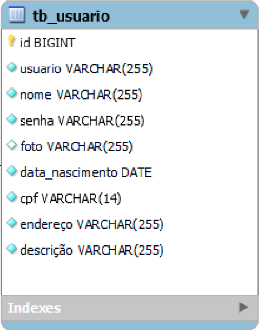 tb_usuario
id BIGINT
usuario VARCHAR(255)
nome VARCHAR(255)
senha VARCHAR(255)
foto VARCHAR(255)
data_nascimento DATE
cpf VARCHAR(14)
endereço VARCHAR(255)
descrição VARCHAR(255)
Indexes